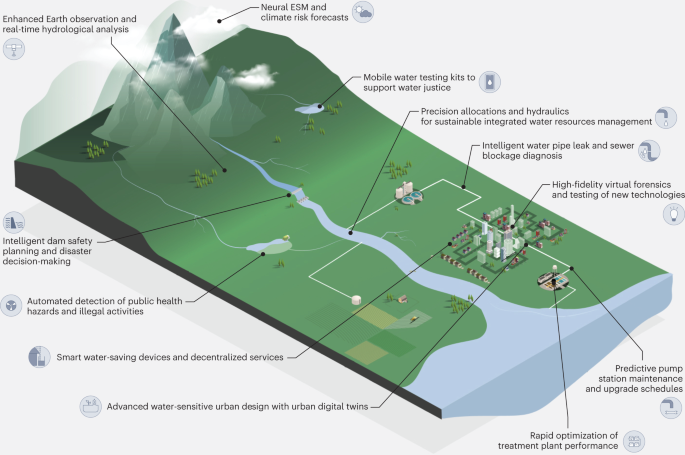 Neural ESM and
climate risk forecasts
Enhanced Earth observation and
real-time hydrological analysis
Mobile water testing kits to
support water justice
Precision allocations and hydraulics
for sustainable integrated water resources management
Intelligent water pipe leak and sewer
blockage diagnosis
High-fidelity virtual forensics
and testing of new technologies
Intelligent dam safety
planning and disaster
decision-making
Automated detection of public health
hazards and illegal activities
Smart water-saving devices and decentralized services
Predictive pump
station maintenance
and upgrade schedules
Advanced water-sensitive urban design with urban digital twins
Rapid optimization of
treatment plant performance